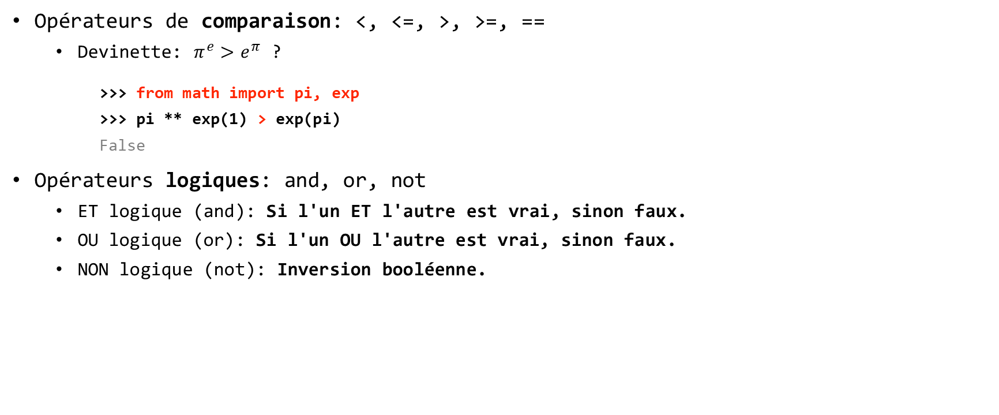 • Opérateurs de comparaison: <, <=, >, >=, ==
• Devinette: πᵉ > e^π ?
>>> from math import pi, exp
>>> pi ** exp(1) > exp(pi)
False
• Opérateurs logiques: and, or, not
• ET logique (and): Si l'un ET l'autre est vrai, sinon faux.
• OU logique (or): Si l'un OU l'autre est vrai, sinon faux.
• NON logique (not): Inversion booléenne.